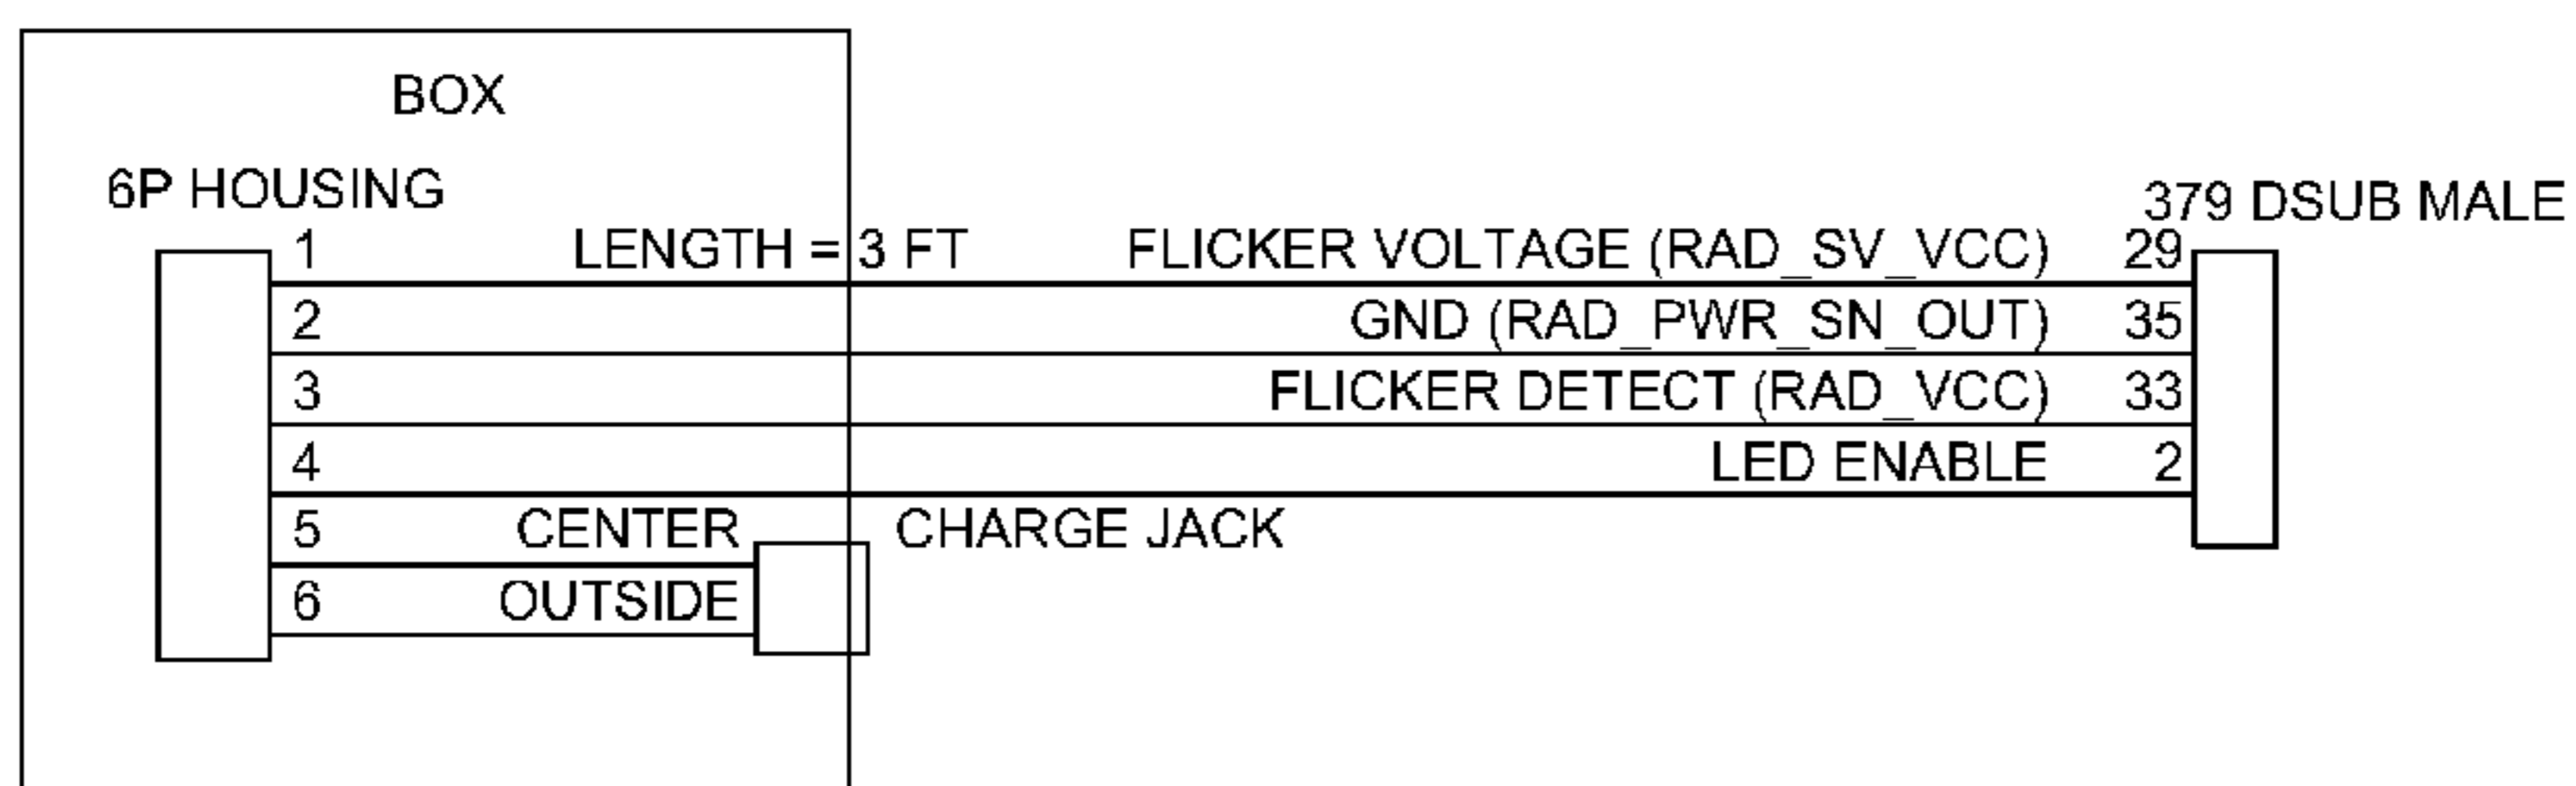 BOX
6P HOUSING
379 DSUB MALE
1 LENGTH = 3 FT FLICKER VOLTAGE (RAD_SV_VCC) 29
2 GND (RAD_PWR_SN_OUT) 35
3 FLICKER DETECT (RAD_VCC) 33
4 LED ENABLE 2
5 CENTER CHARGE JACK
6 OUTSIDE